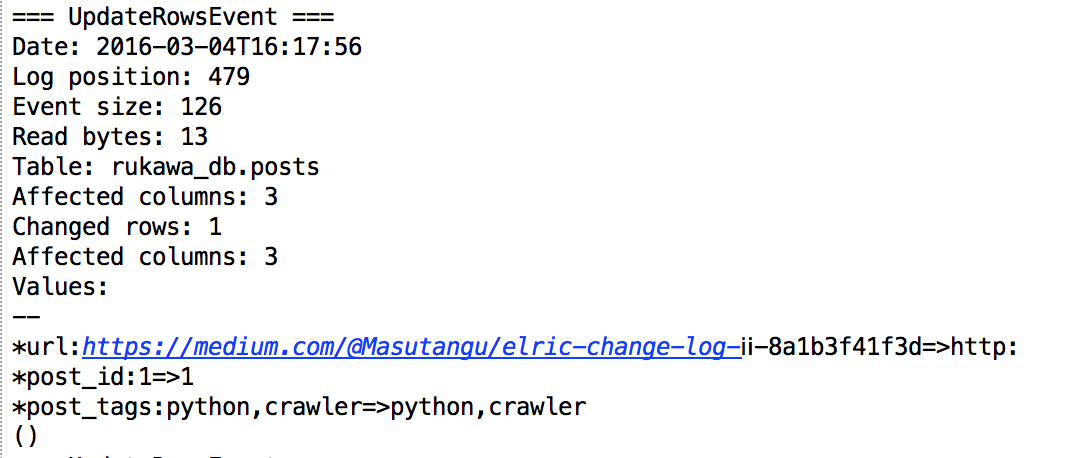 === UpdateRowsEvent ===
Date: 2016-03-04T16:17:56
Log position: 479
Event size: 126
Read bytes: 13
Table: rukawa_db.posts
Affected columns: 3
Changed rows: 1
Affected columns: 3
Values:
--
*url:https://medium.com/@Masutangu/elric-change-log-ii-8a1b3f41f3d=>http:
*post_id:1=>1
*post_tags:python,crawler=>python,crawler
()